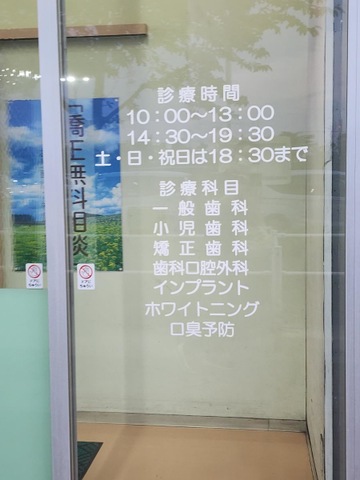 診療時間
10：00〜13：00
14：30〜19：30
土・日・祝日は18：30まで
診療科目
一般歯科
小児歯科
矯正歯科
歯科口腔外科
インプラント
ホワイトニング
口臭予防